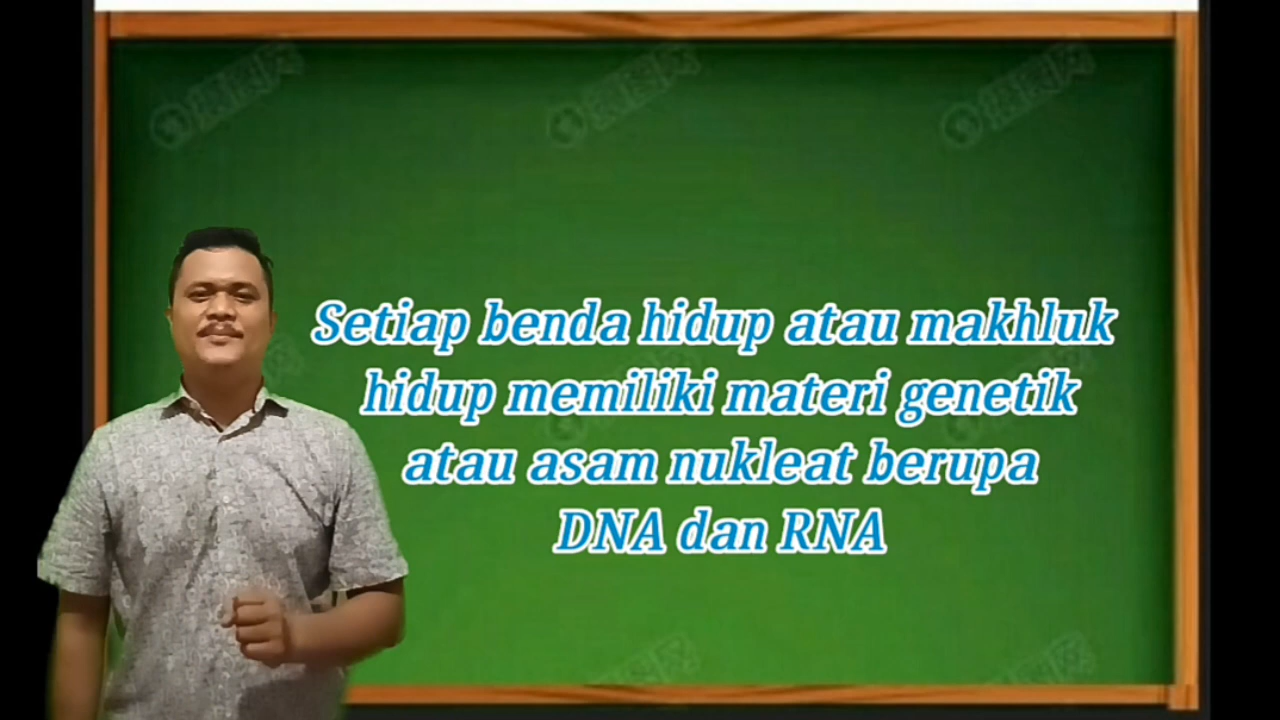 Setiap benda hidup atau makhluk
hidup memiliki materi genetik
atau asam nukleat berupa
DNA dan RNA